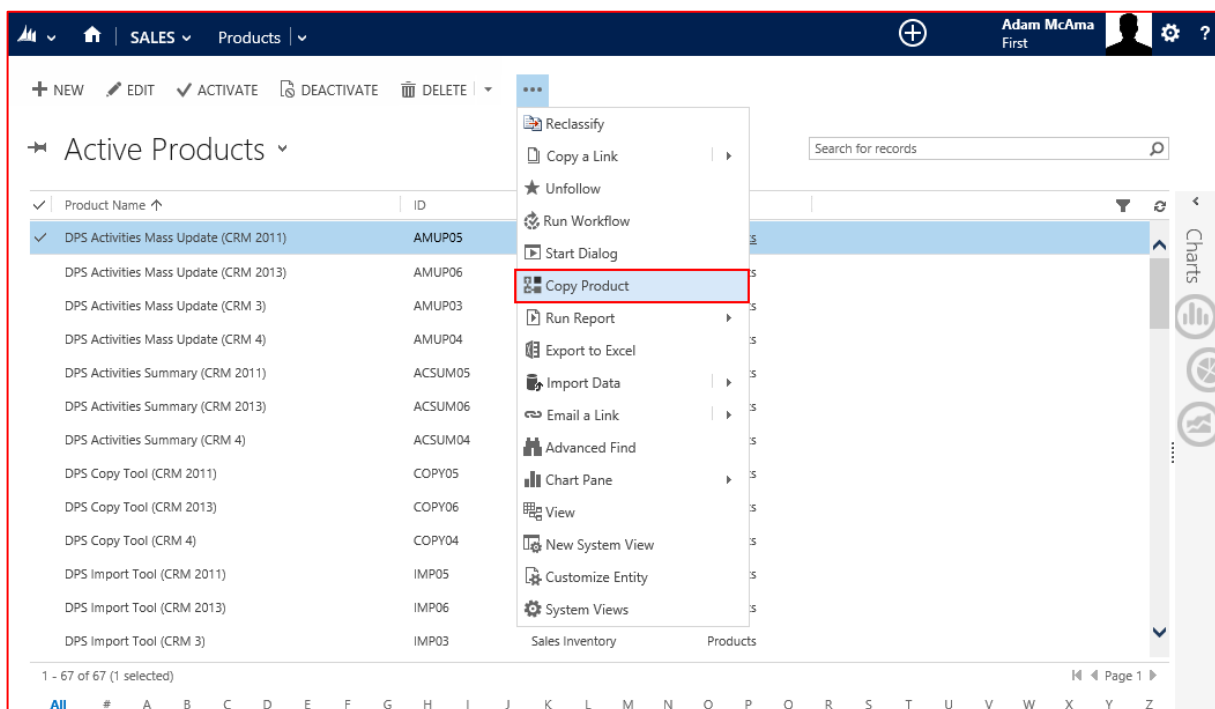 SALES Products Adam McAma
First ?
NEW EDIT ACTIVATE DEACTIVATE DELETE ...
Active Products
Search for records
Reclassify
Copy a Link
Unfollow
Run Workflow
Start Dialog
Copy Product
Run Report
Export to Excel
Import Data
Email a Link
Advanced Find
Chart Pane
View
New System View
Customize Entity
System Views
Product Name ID
DPS Activities Mass Update (CRM 2011) AMUP05
DPS Activities Mass Update (CRM 2013) AMUP06
DPS Activities Mass Update (CRM 3) AMUP03
DPS Activities Mass Update (CRM 4) AMUP04
DPS Activities Summary (CRM 2011) ACSUM05
DPS Activities Summary (CRM 2013) ACSUM06
DPS Activities Summary (CRM 4) ACSUM04
DPS Copy Tool (CRM 2011) COPY05
DPS Copy Tool (CRM 2013) COPY06
DPS Copy Tool (CRM 4) COPY04
DPS Import Tool (CRM 2011) IMP05
DPS Import Tool (CRM 2013) IMP06
DPS Import Tool (CRM 3) IMP03 Sales Inventory Products
Charts
1 - 67 of 67 (1 selected) Page 1
All # A B C D E F G H I J K L M N O P Q R S T U V W X Y Z